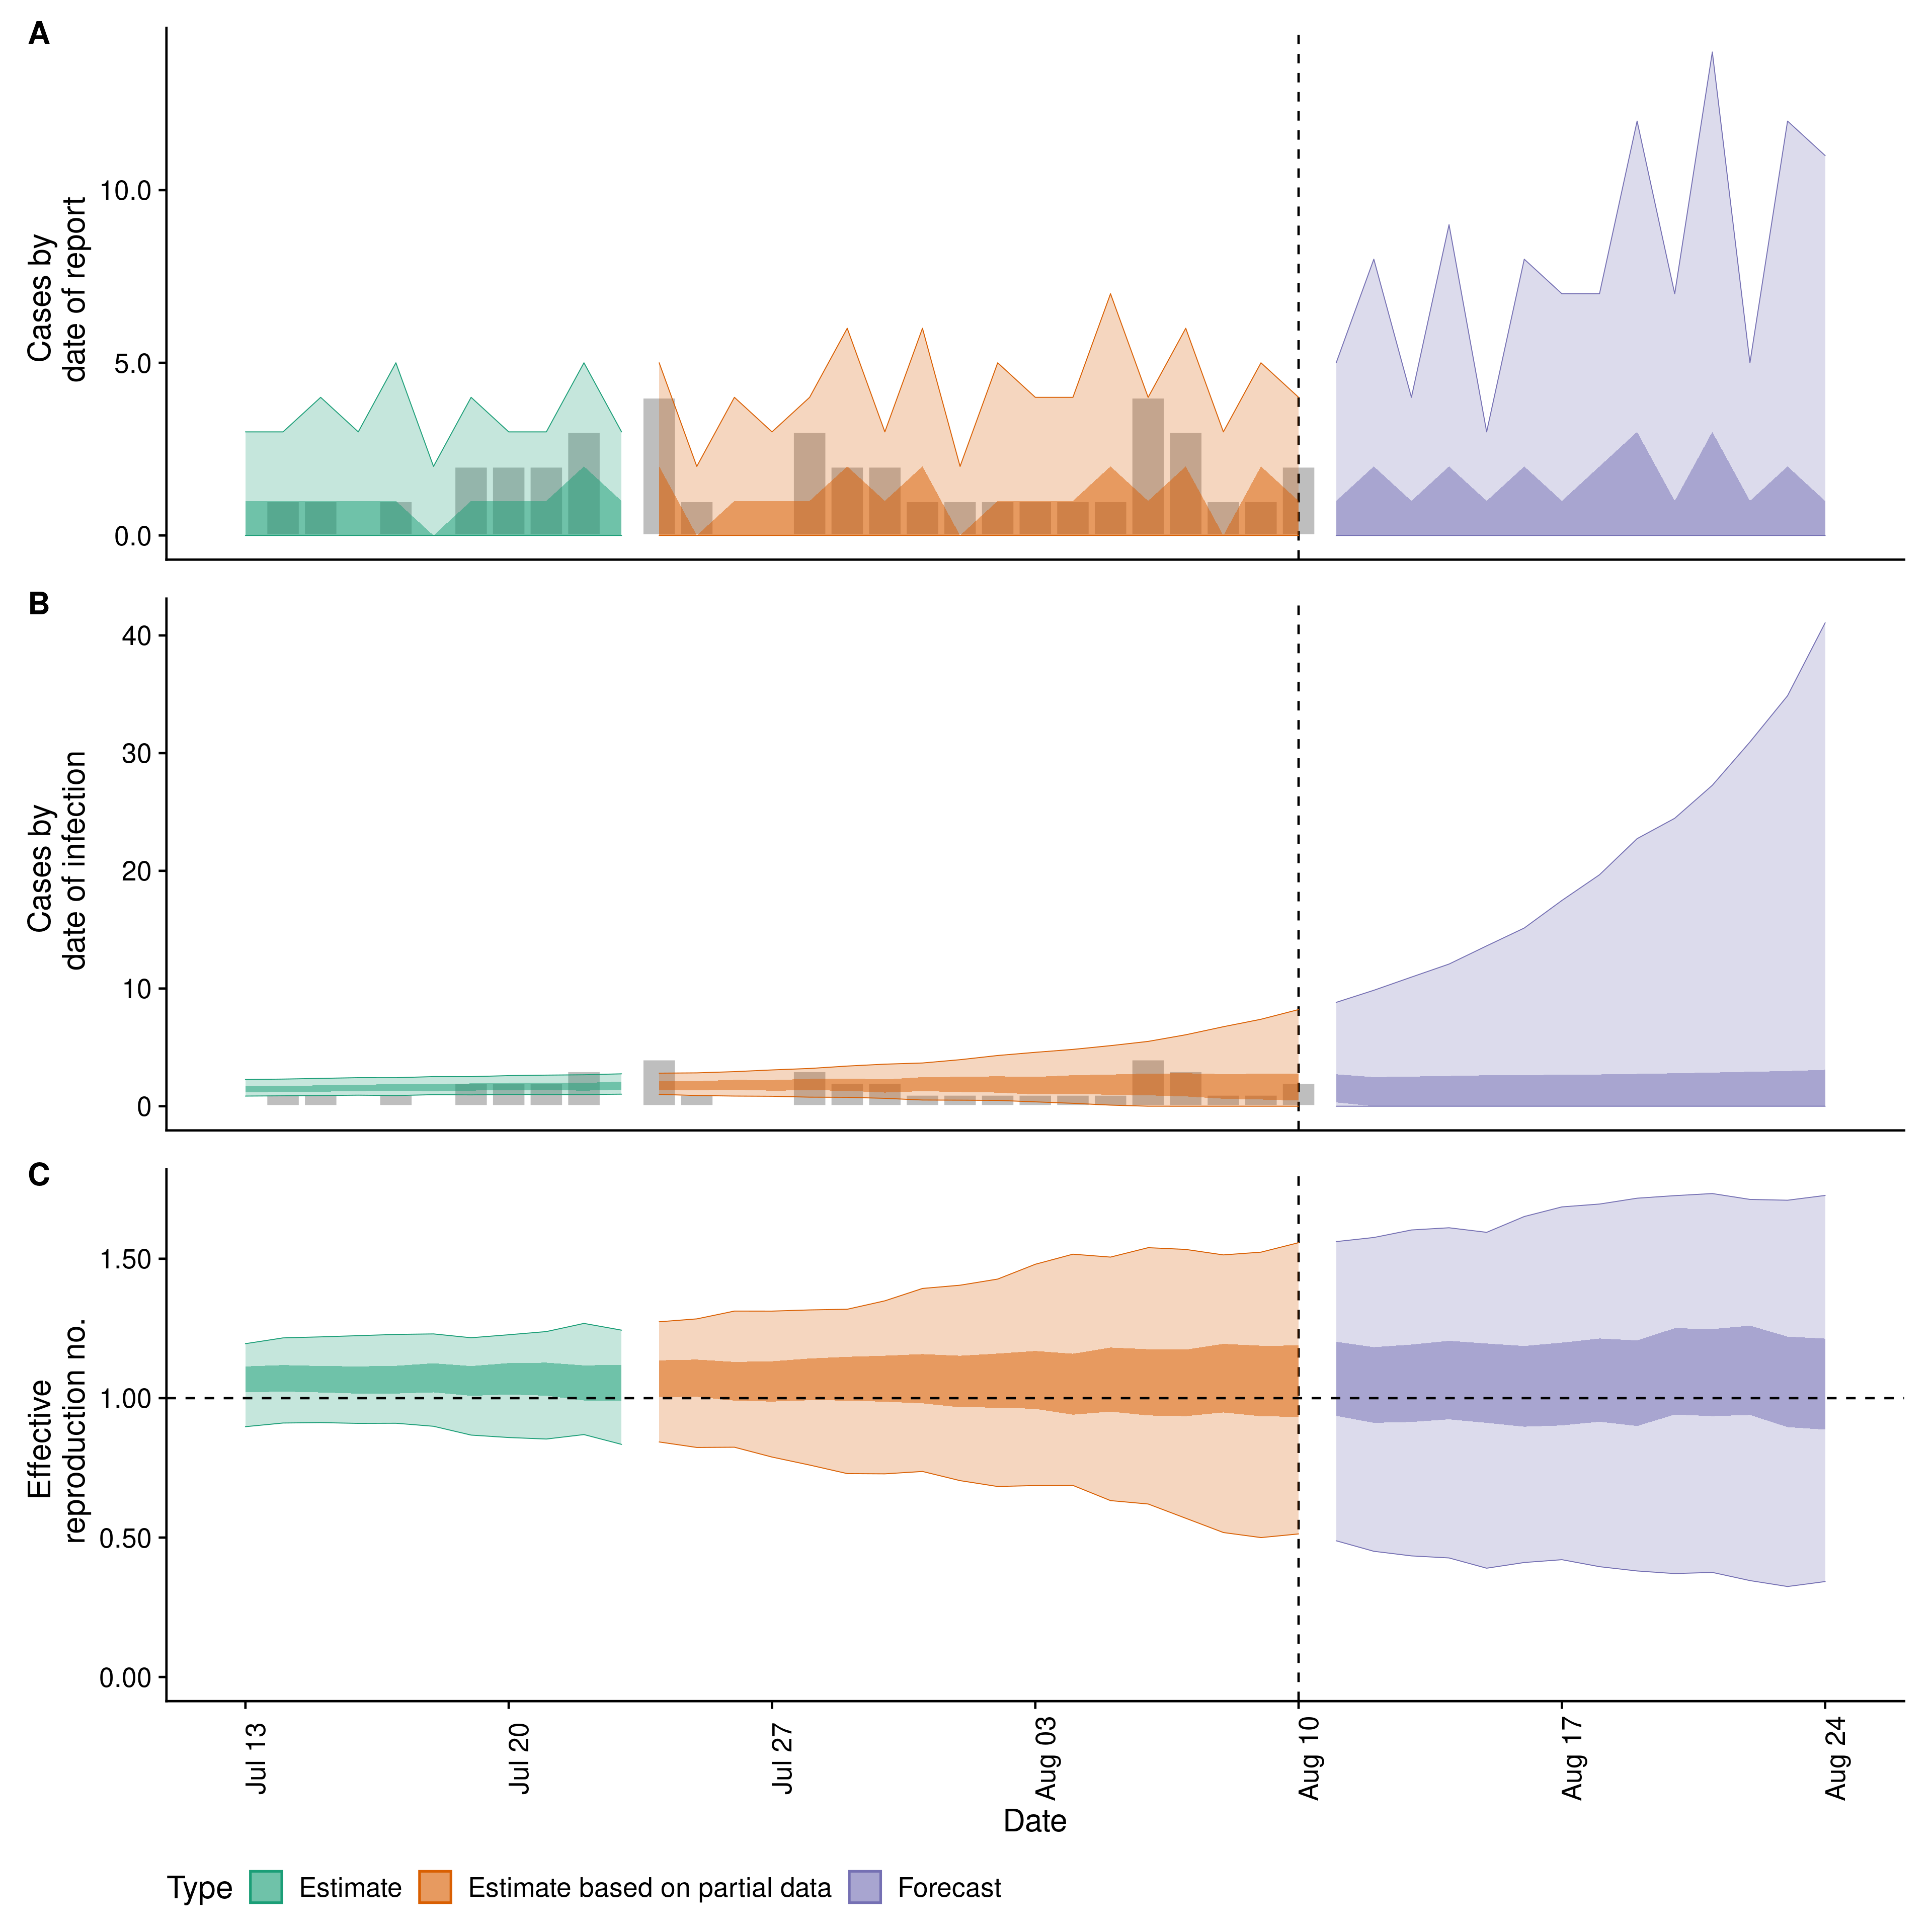 A
Cases by
date of report
10.0
5.0
0.0
B
Cases by
date of infection
40
30
20
10
0
C
Effective
reproduction no.
1.50
1.00
0.50
0.00
Jul 13
Jul 20
Jul 27
Aug 03
Aug 10
Aug 17
Aug 24
Date
Type Estimate Estimate based on partial data Forecast